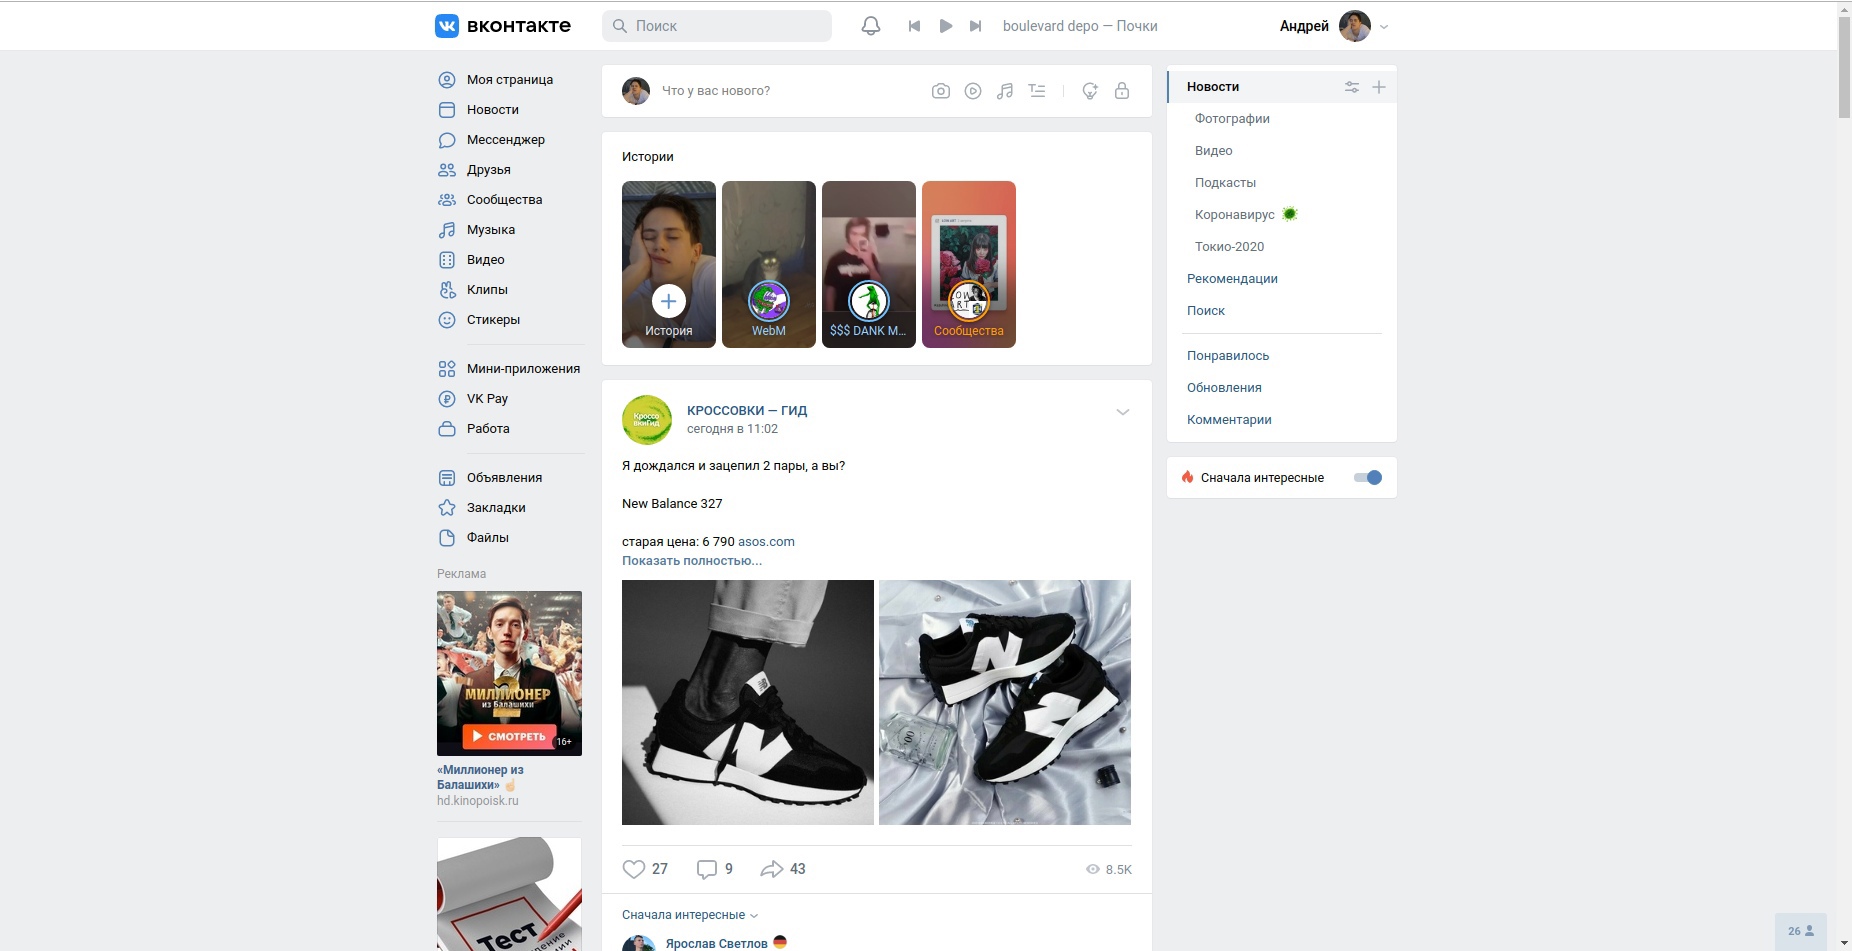 вконтакте
Поиск
boulevard depo — Почки
Андрей
Моя страница
Новости
Мессенджер
Друзья
Сообщества
Музыка
Видео
Клипы
Стикеры
Мини-приложения
VK Pay
Работа
Объявления
Закладки
Файлы
Реклама
МИЛЛИОНЕР
из Балашихи
СМОТРЕТЬ
16+
«Миллионер из
Балашихи» ☝🏻
hd.kinopoisk.ru
Тест
Что у вас нового?
Истории
История
WebM
$$$ DANK M...
Сообщества
Кроссо
вкиГид
КРОССОВКИ — ГИД
сегодня в 11:02
Я дождался и зацепил 2 пары, а вы?
New Balance 327
старая цена: 6 790 asos.com
Показать полностью...
27
9
43
8.5K
Сначала интересные
Ярослав Светлов 🇩🇪
Новости
Фотографии
Видео
Подкасты
Коронавирус
Токио-2020
Рекомендации
Поиск
Понравилось
Обновления
Комментарии
Сначала интересные
26